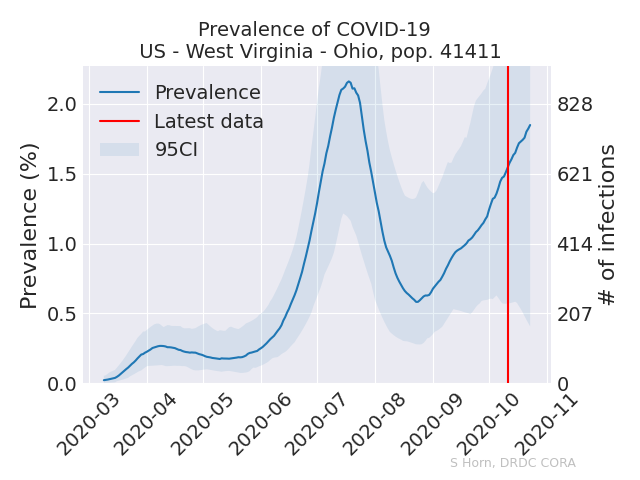 Prevalence of COVID-19
US - West Virginia - Ohio, pop. 41411
Prevalence
Latest data
95CI
Prevalence (%)
2.0
1.5
1.0
0.5
0.0
828
621
414
207
0
# of infections
2020-03
2020-04
2020-05
2020-06
2020-07
2020-08
2020-09
2020-10
2020-11
S Horn, DRDC CORA